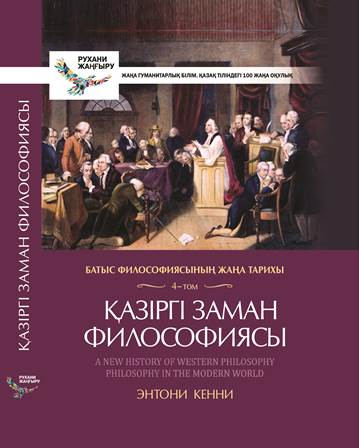 РУХАНИ
ЖАҢҒЫРУ
ЖАҢА ГУМАНИТАРЛЫҚ БІЛІМ. ҚАЗАҚ ТІЛІНДЕГІ 100 ЖАҢА ОҚУЛЫҚ
БАТЫС ФИЛОСОФИЯСЫНЫҢ ЖАҢА ТАРИХЫ
4-ТОМ
ҚАЗІРГІ ЗАМАН
ФИЛОСОФИЯСЫ
A NEW HISTORY OF WESTERN PHILOSOPHY
PHILOSOPHY IN THE MODERN WORLD
ЭНТОНИ КЕННИ
ҚАЗІРГІ ЗАМАН ФИЛОСОФИЯСЫ
РУХАНИ
ЖАҢҒЫРУ